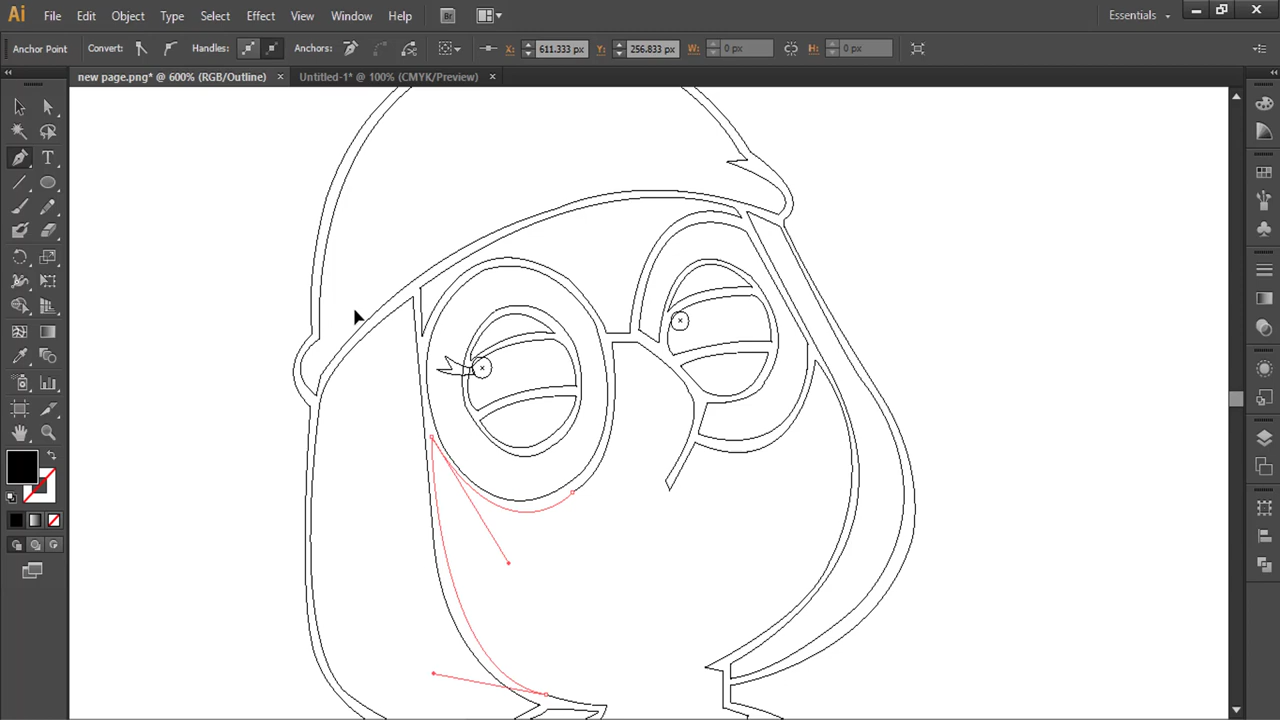 Ai File Edit Object Type Select Effect View Window Help Br Essentials
Anchor Point Convert: Handles: Anchors: X: 611.333 px Y: 256.833 px W: 0 px H: 0 px
new page.png* @ 600% (RGB/Outline) × Untitled-1* @ 100% (CMYK/Preview) ×
T